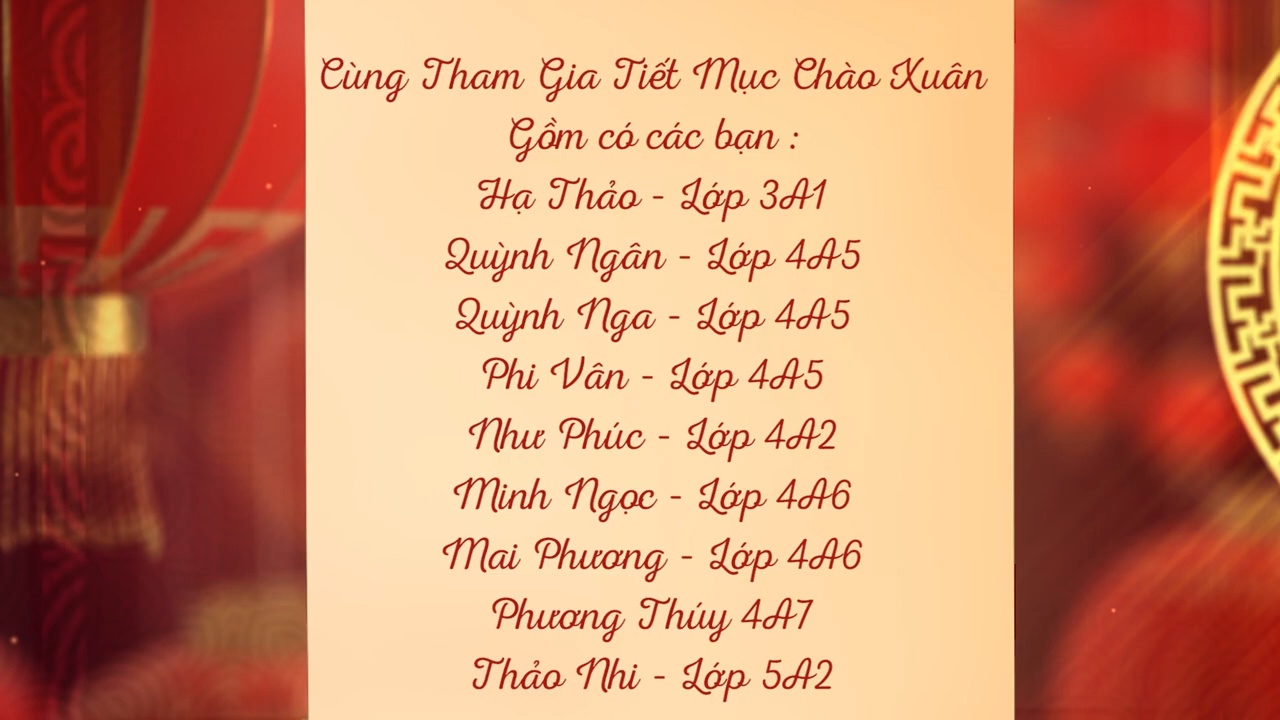 Cùng Tham Gia Tiết Mục Chào Xuân
Gồm có các bạn :
Hạ Thảo - Lớp 3A1
Quỳnh Ngân - Lớp 4A5
Quỳnh Nga - Lớp 4A5
Phi Vân - Lớp 4A5
Như Phúc - Lớp 4A2
Minh Ngọc - Lớp 4A6
Mai Phương - Lớp 4A6
Phương Thúy 4A7
Thảo Nhi - Lớp 5A2